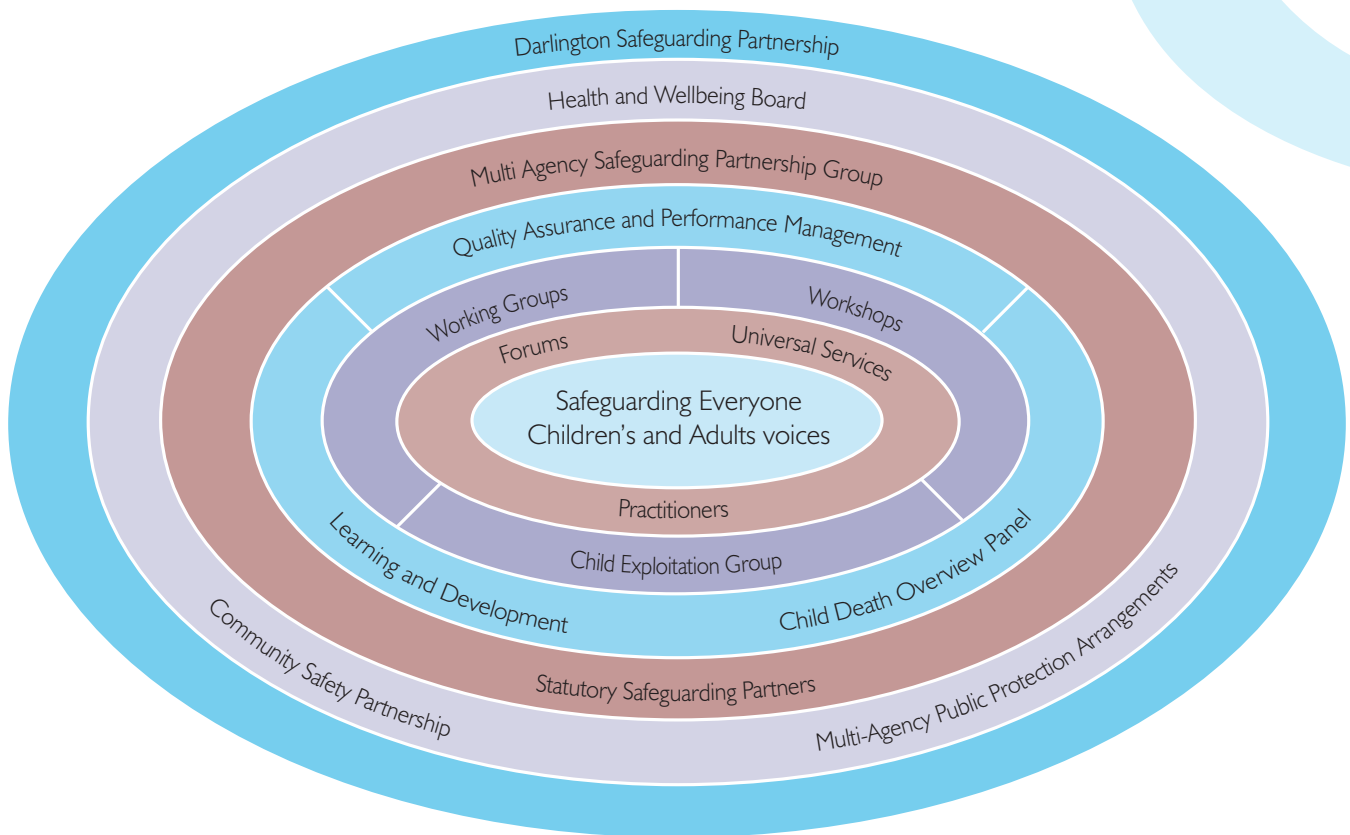 Darlington Safeguarding Partnership
Health and Wellbeing Board
Multi Agency Safeguarding Partnership Group
Quality Assurance and Performance Management
Working Groups
Workshops
Forums
Universal Services
Safeguarding Everyone
Children's and Adults voices
Practitioners
Child Exploitation Group
Learning and Development
Child Death Overview Panel
Statutory Safeguarding Partners
Community Safety Partnership
Multi-Agency Public Protection Arrangements